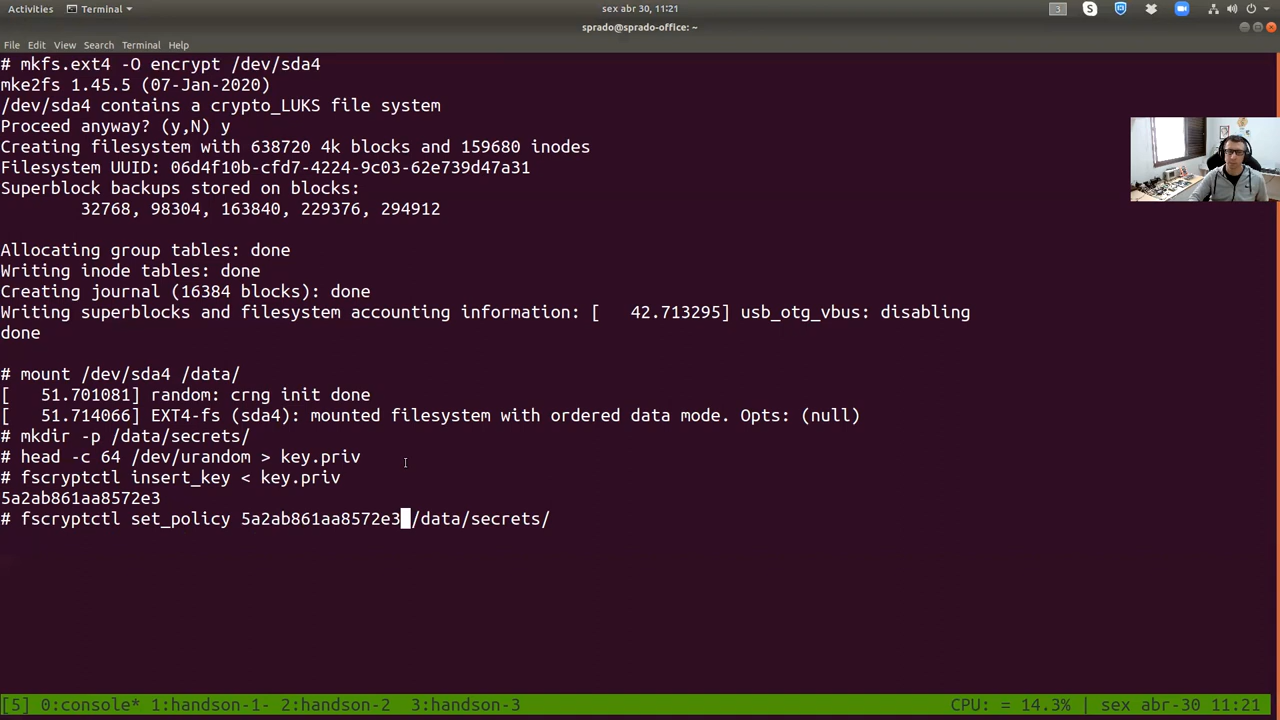 Activities Terminal sex abr 30, 11:21 3
sprado@sprado-office: ~
File Edit View Search Terminal Help
# mkfs.ext4 -O encrypt /dev/sda4
mke2fs 1.45.5 (07-Jan-2020)
/dev/sda4 contains a crypto_LUKS file system
Proceed anyway? (y,N) y
Creating filesystem with 638720 4k blocks and 159680 inodes
Filesystem UUID: 06d4f10b-cfd7-4224-9c03-62e739d47a31
Superblock backups stored on blocks:
32768, 98304, 163840, 229376, 294912
Allocating group tables: done
Writing inode tables: done
Creating journal (16384 blocks): done
Writing superblocks and filesystem accounting information: [   42.713295] usb_otg_vbus: disabling
done
# mount /dev/sda4 /data/
[   51.701081] random: crng init done
[   51.714066] EXT4-fs (sda4): mounted filesystem with ordered data mode. Opts: (null)
# mkdir -p /data/secrets/
# head -c 64 /dev/urandom > key.priv
# fscryptctl insert_key < key.priv
5a2ab861aa8572e3
# fscryptctl set_policy 5a2ab861aa8572e3 /data/secrets/
[5] 0:console* 1:handson-1- 2:handson-2  3:handson-3 CPU: = 14.3% | sex abr-30 11:21